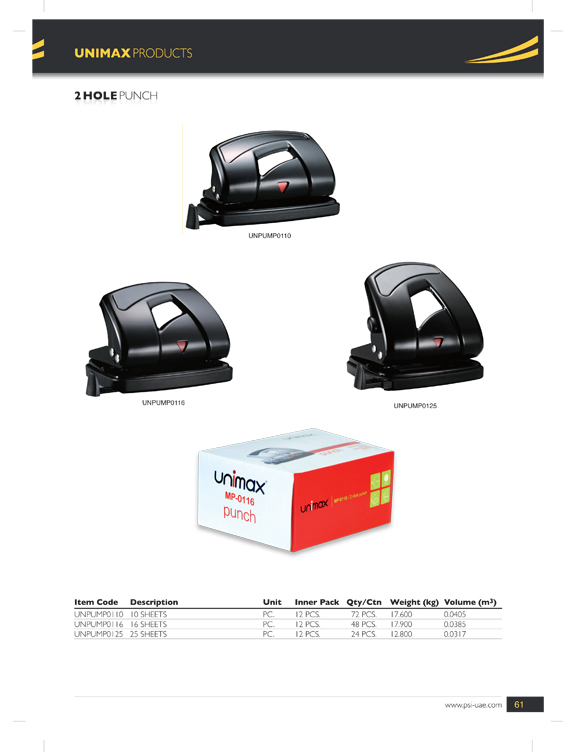 UNIMAX PRODUCTS
2 HOLE PUNCH
UNPUMP0110
UNPUMP0116
UNPUMP0125
unimax
MP-0116
punch
unimax
Item Code Description Unit Inner Pack Qty/Ctn Weight (kg) Volume (m³)
UNPUMP0110 10 SHEETS PC. 12 PCS. 72 PCS. 17.600 0.0405
UNPUMP0116 16 SHEETS PC. 12 PCS. 48 PCS. 17.900 0.0385
UNPUMP0125 25 SHEETS PC. 12 PCS. 24 PCS. 12.800 0.0317
www.psi-uae.com 61